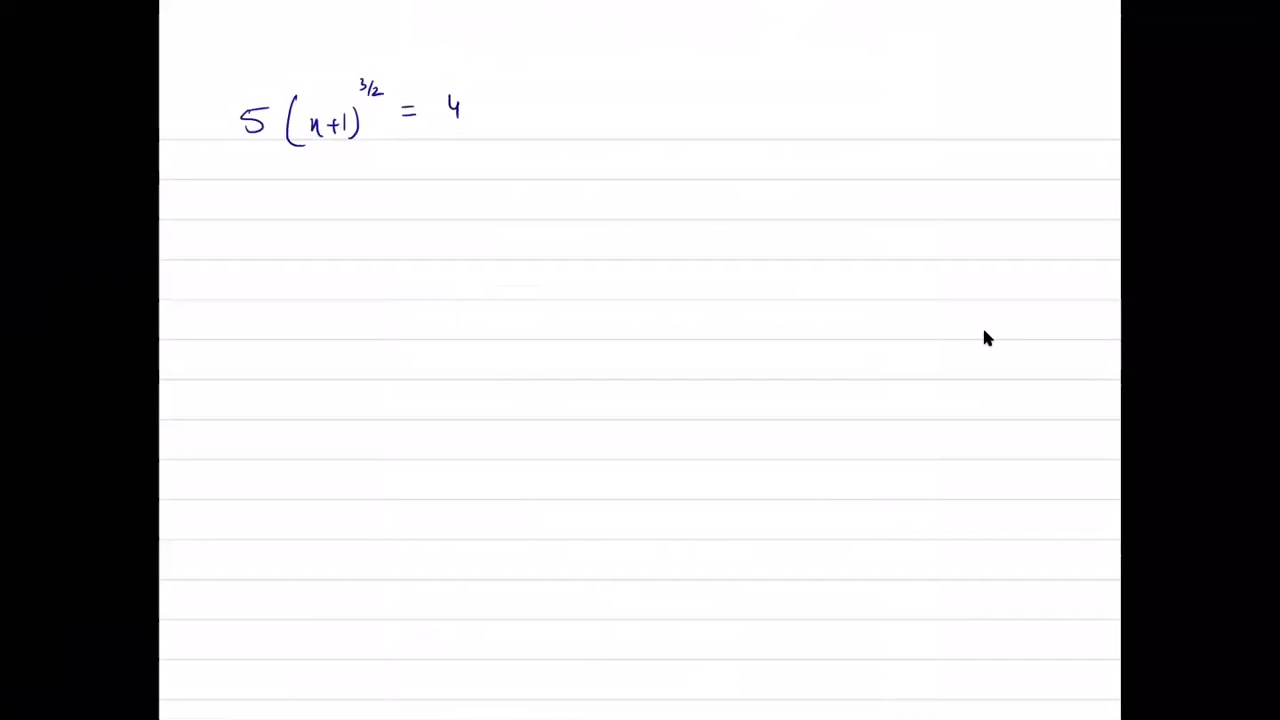 5 (x+1)^{3/2} = 4